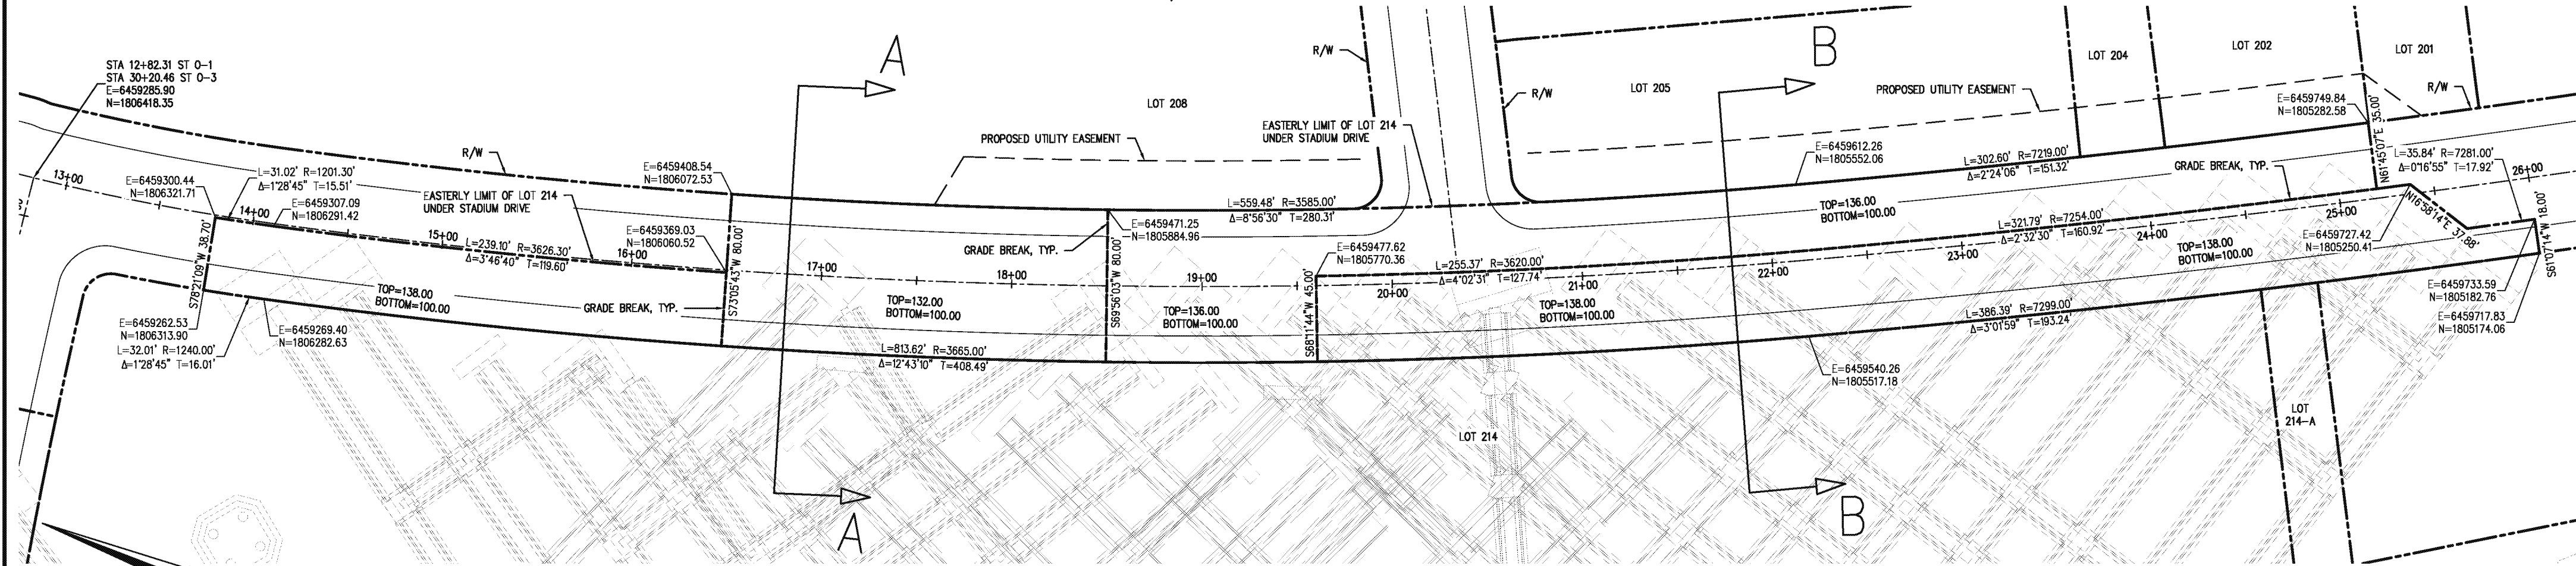 STA 12+82.31 ST O-1
STA 30+20.46 ST O-3
E=6459285.90
N=1806418.35
13+00
E=6459300.44
N=1806321.71
L=31.02' R=1201.30'
Δ=1°28'45" T=15.51'
14+00
E=6459307.09
N=1806291.42
S78°21'09"W 38.70'
E=6459262.53
N=1806313.90
L=32.01' R=1240.00'
Δ=1°28'45" T=16.01'
E=6459269.40
N=1806282.63
TOP=138.00
BOTTOM=100.00
R/W
EASTERLY LIMIT OF LOT 214
UNDER STADIUM DRIVE
15+00
L=239.10' R=3626.30'
Δ=3°46'40" T=119.60'
16+00
GRADE BREAK, TYP.
E=6459408.54
N=1806072.53
E=6459369.03
N=1806060.52
S73°05'43"W 80.00'
A
A
17+00
TOP=132.00
BOTTOM=100.00
L=813.62' R=3665.00'
Δ=12°43'10" T=408.49'
18+00
PROPOSED UTILITY EASEMENT
GRADE BREAK, TYP.
LOT 208
E=6459471.25
N=1805884.96
S69°56'03"W 80.00'
TOP=136.00
BOTTOM=100.00
19+00
L=559.48' R=3585.00'
Δ=8°56'30" T=280.31'
EASTERLY LIMIT OF LOT 214
UNDER STADIUM DRIVE
R/W
E=6459477.62
N=1805770.36
S68°11'44"W 45.00'
20+00
L=255.37' R=3620.00'
Δ=4°02'31" T=127.74'
LOT 214
R/W
21+00
TOP=138.00
BOTTOM=100.00
LOT 205
B
B
22+00
E=6459612.26
N=1805552.06
TOP=136.00
BOTTOM=100.00
E=6459540.26
N=1805517.18
PROPOSED UTILITY EASEMENT
L=302.60' R=7219.00'
Δ=2°24'06" T=151.32'
23+00
L=321.79' R=7254.00'
Δ=2°32'30" T=160.92'
L=386.39' R=7299.00'
Δ=3°01'59" T=193.24'
24+00
LOT 204
LOT 202
LOT 201
R/W
GRADE BREAK, TYP.
TOP=138.00
BOTTOM=100.00
E=6459749.84
N=1805282.58
N61°45'07"E 35.00'
25+00
E=6459727.42
N=1805250.41
N16°58'14"E 37.88'
L=35.84' R=7281.00'
Δ=0°16'55" T=17.92'
26+00
S61°07'14"W 18.00'
E=6459733.59
N=1805182.76
E=6459717.83
N=1805174.06
LOT
214-A